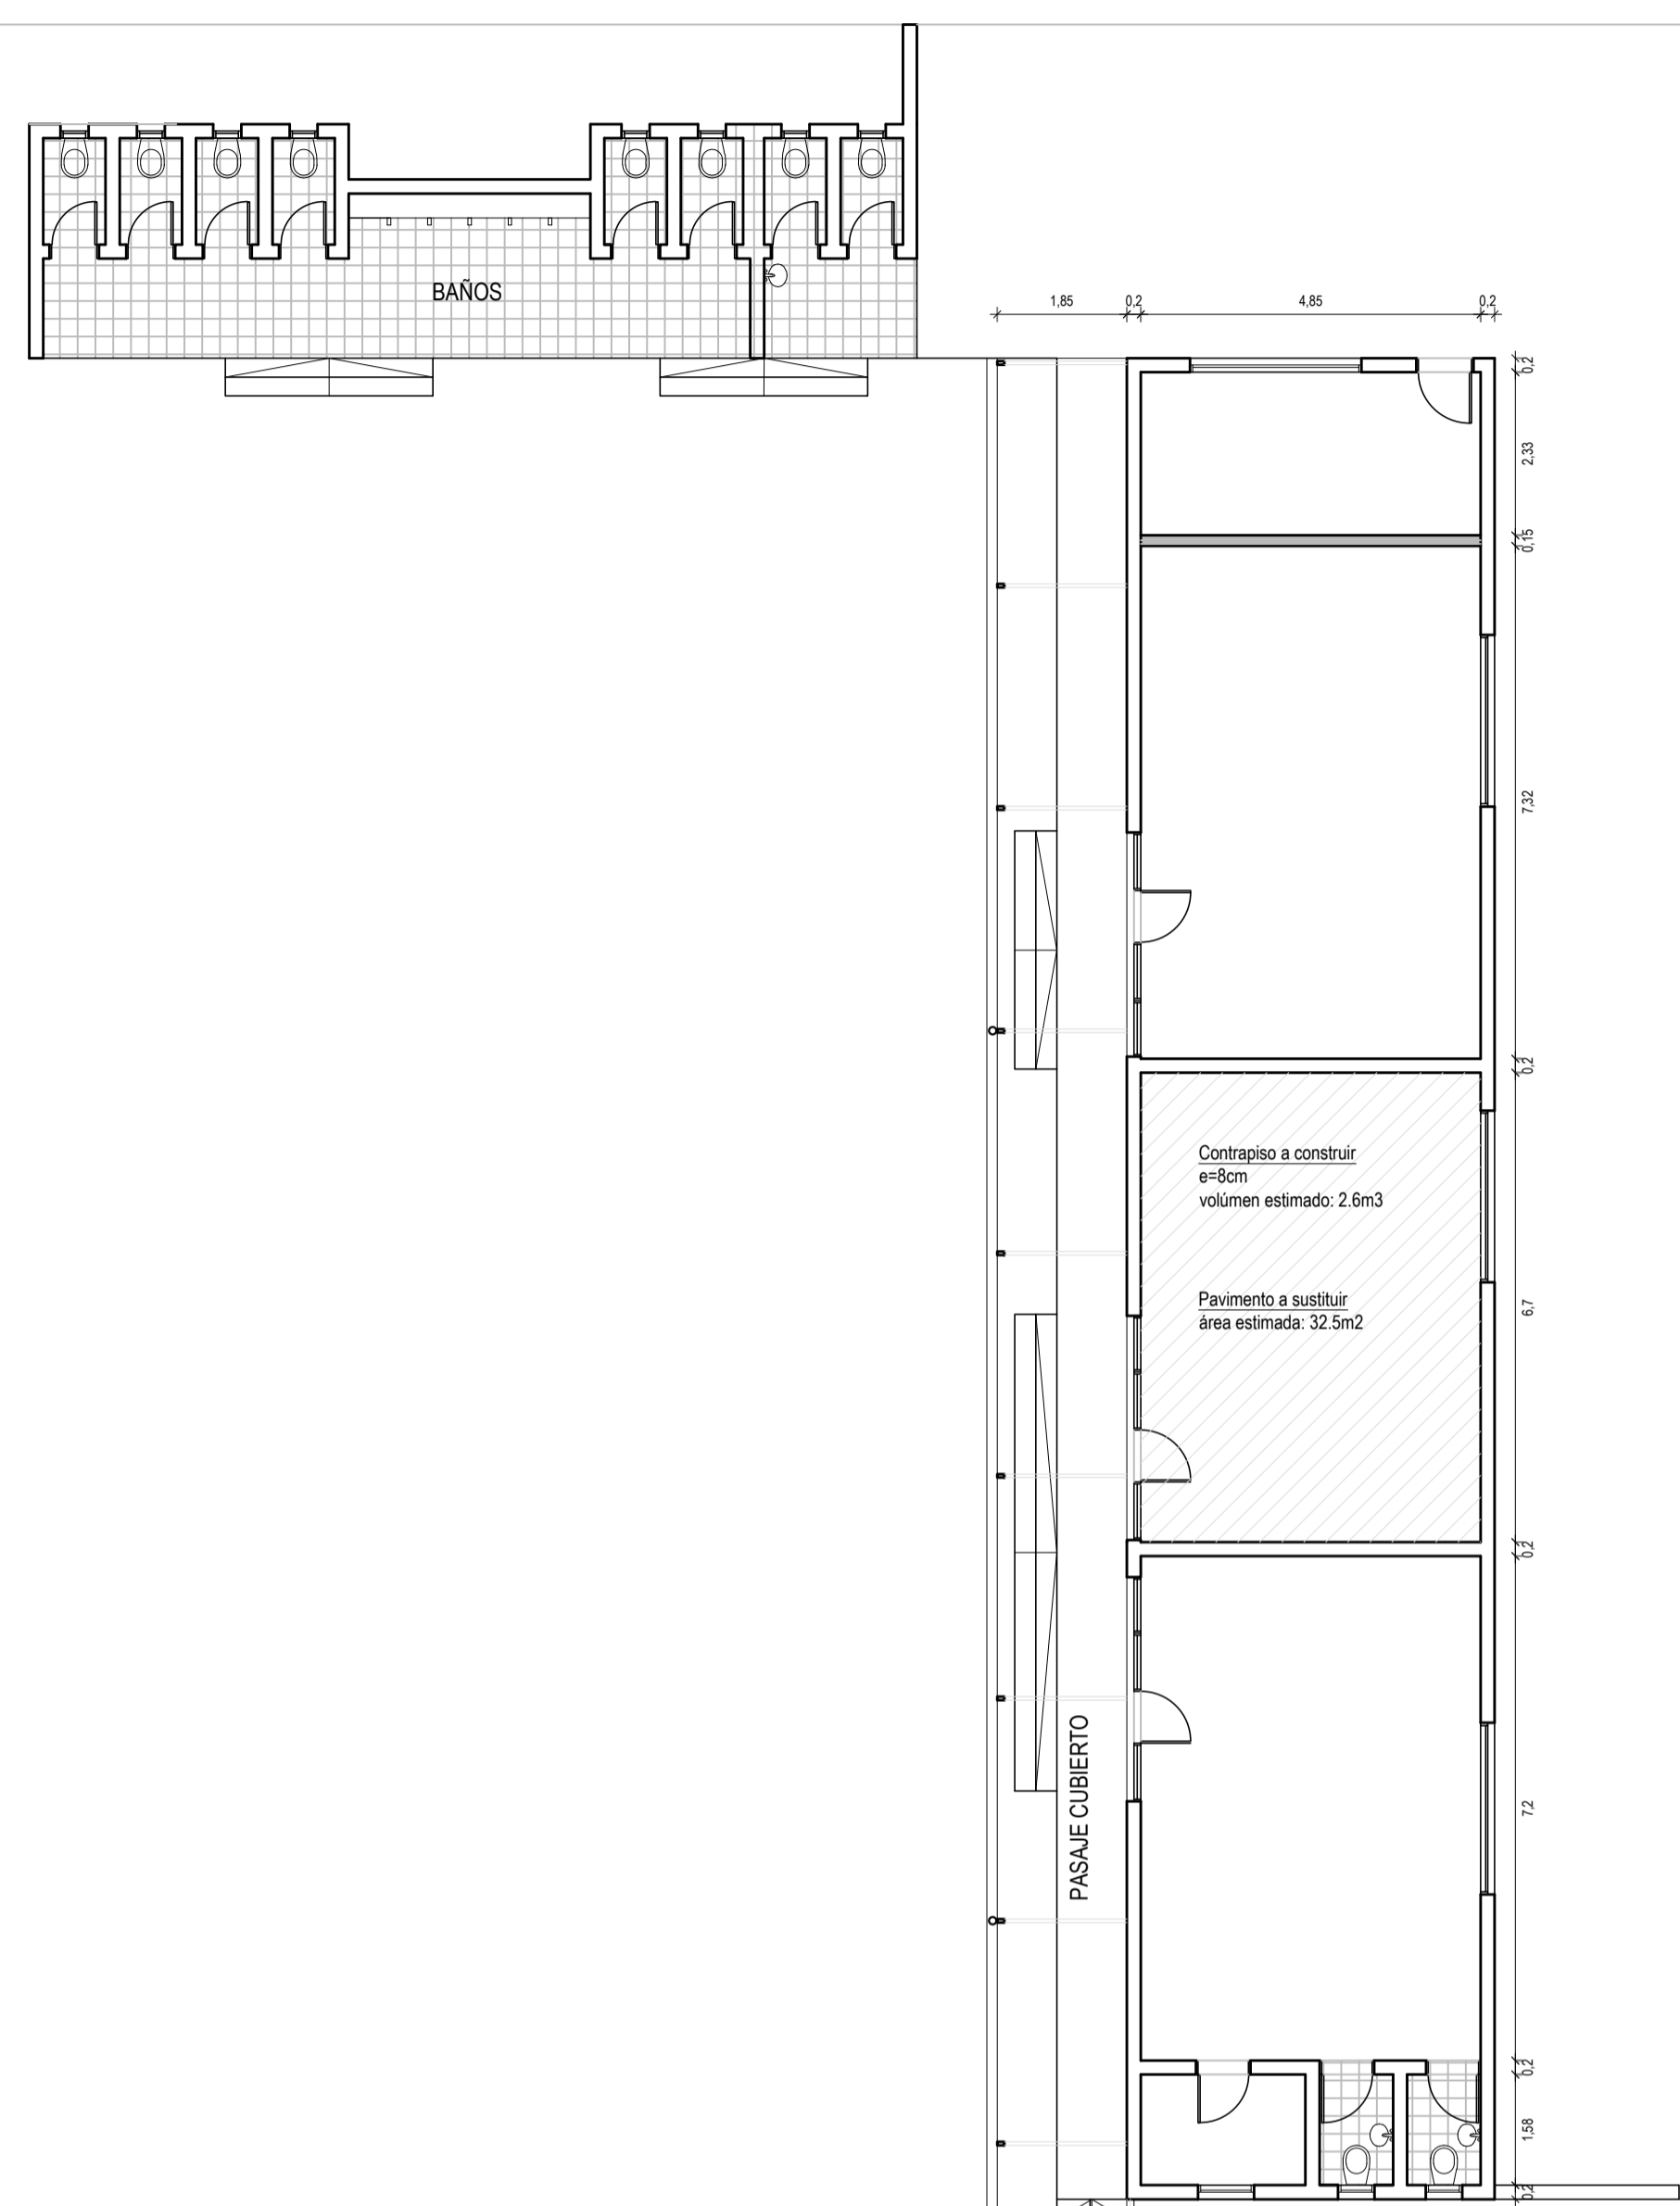 BAÑOS
1,85
0,2
4,85
0,2
0,2
2,33
0,15
7,32
0,2
Contrapiso a construir
e=8cm
volúmen estimado: 2.6m3
Pavimento a sustituir
área estimada: 32.5m2
6,7
0,2
PASAJE CUBIERTO
7,2
0,2
1,58
0,2